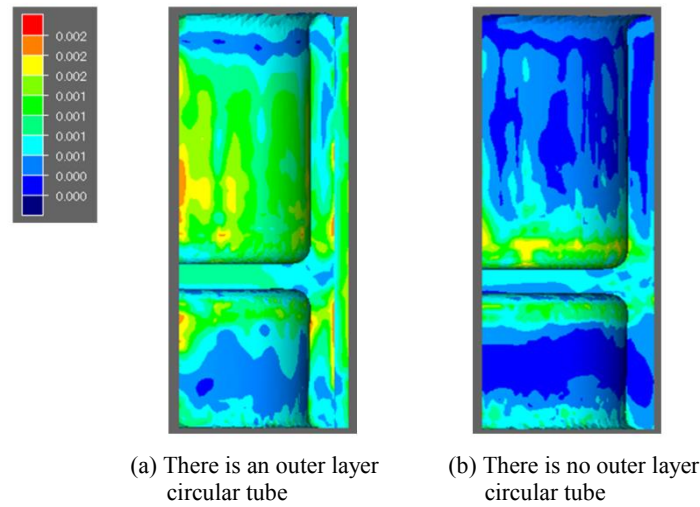 0.002
0.002
0.002
0.001
0.001
0.001
0.001
0.000
0.000
(a) There is an outer layer
circular tube
(b) There is no outer layer
circular tube